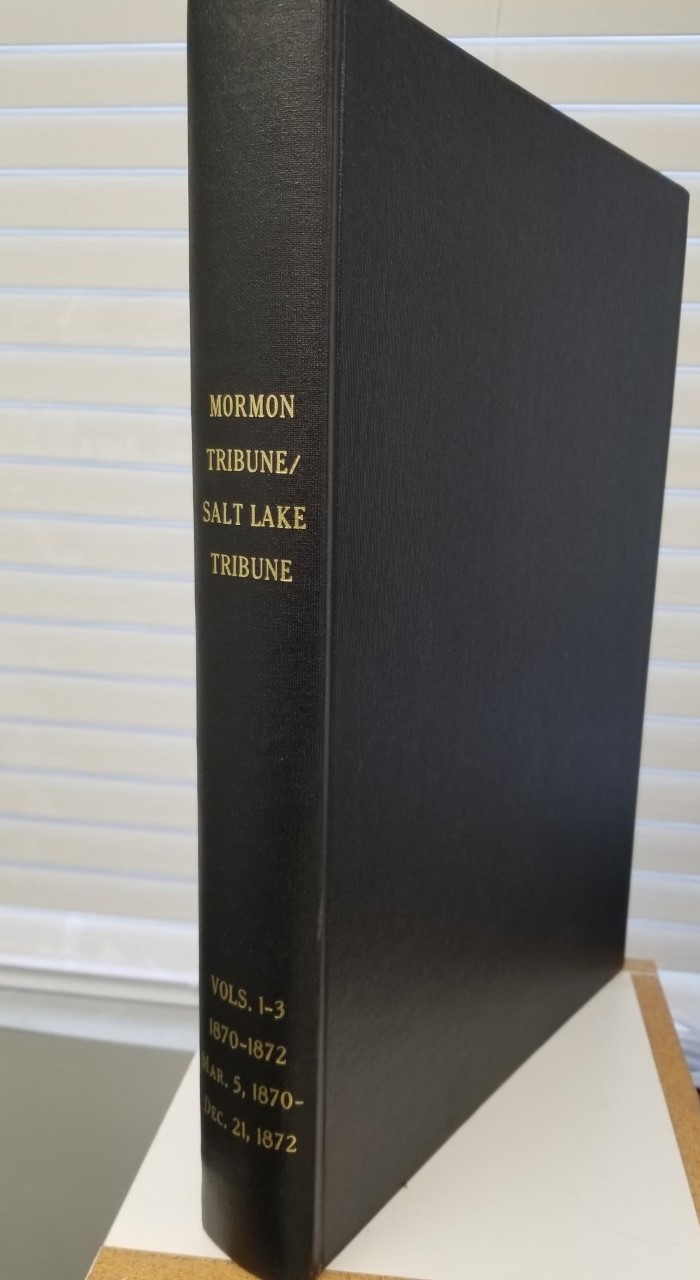 MORMON
TRIBUNE/
SALT LAKE
TRIBUNE
VOLS. 1-3
1870-1872
MAR. 5, 1870-
DEC. 21, 1872